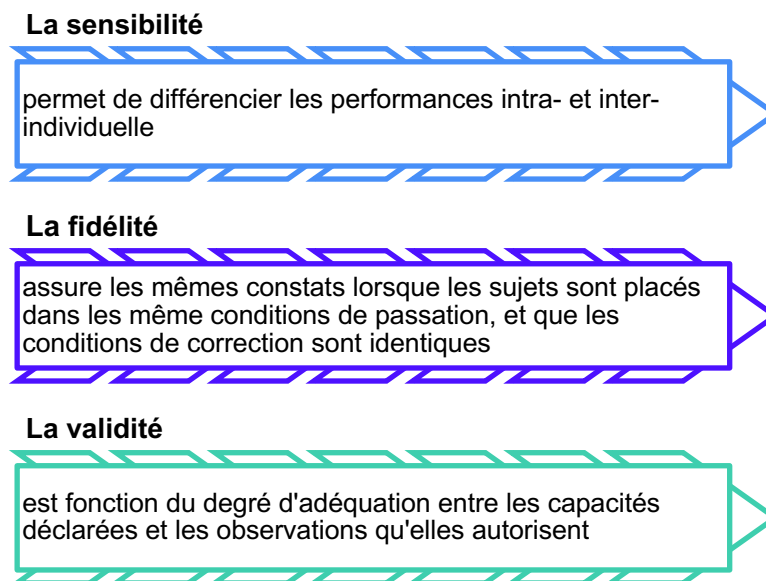 La sensibilité
permet de différencier les performances intra- et inter-
individuelle
La fidélité
assure les mêmes constats lorsque les sujets sont placés
dans les même conditions de passation, et que les
conditions de correction sont identiques
La validité
est fonction du degré d'adéquation entre les capacités
déclarées et les observations qu'elles autorisent